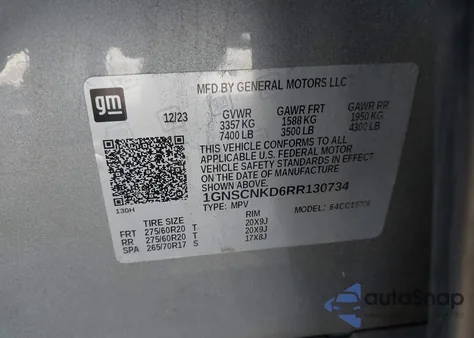 MFD BY GENERAL MOTORS LLC
gm
12/23 GVWR GAWR FRT GAWR RR
3357 KG 1588 KG 1950 KG
7400 LB 3500 LB 4300 LB
THIS VEHICLE CONFORMS TO ALL
APPLICABLE U.S. FEDERAL MOTOR
VEHICLE SAFETY STANDARDS IN EFFECT
ON THE DATE OF MANUFACTURE
SHOWN ABOVE.
1GNSCNKD6RR130734
TYPE: MPV MODEL:
130H
TIRE SIZE RIM
FRT 275/60R20 T 20X9J
RR 275/60R20 T 20X9J
SPA 265/70R17 S 17X8J
autoSnap